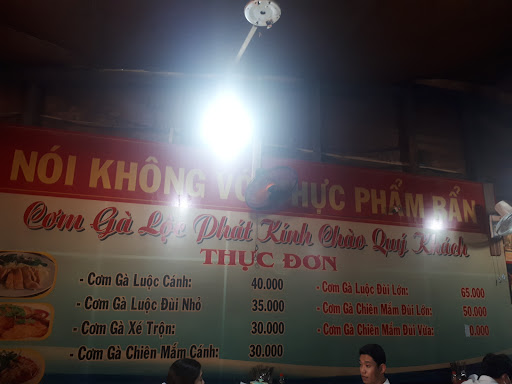 NÓI KHÔNG VỚI THỰC PHẨM BẨN
Cơm Gà Lộc Phát Kính Chào Quý Khách
THỰC ĐƠN
- Cơm Gà Luộc Cánh: 40.000
- Cơm Gà Luộc Đùi Nhỏ 35.000
- Cơm Gà Xé Trộn: 30.000
- Cơm Gà Chiên Mắm Cánh: 30.000
- Cơm Gà Luộc Đùi Lớn: 65.000
- Cơm Gà Chiên Mắm Đùi Lớn: 50.000
- Cơm Gà Chiên Mắm Đùi Vừa: 0.000